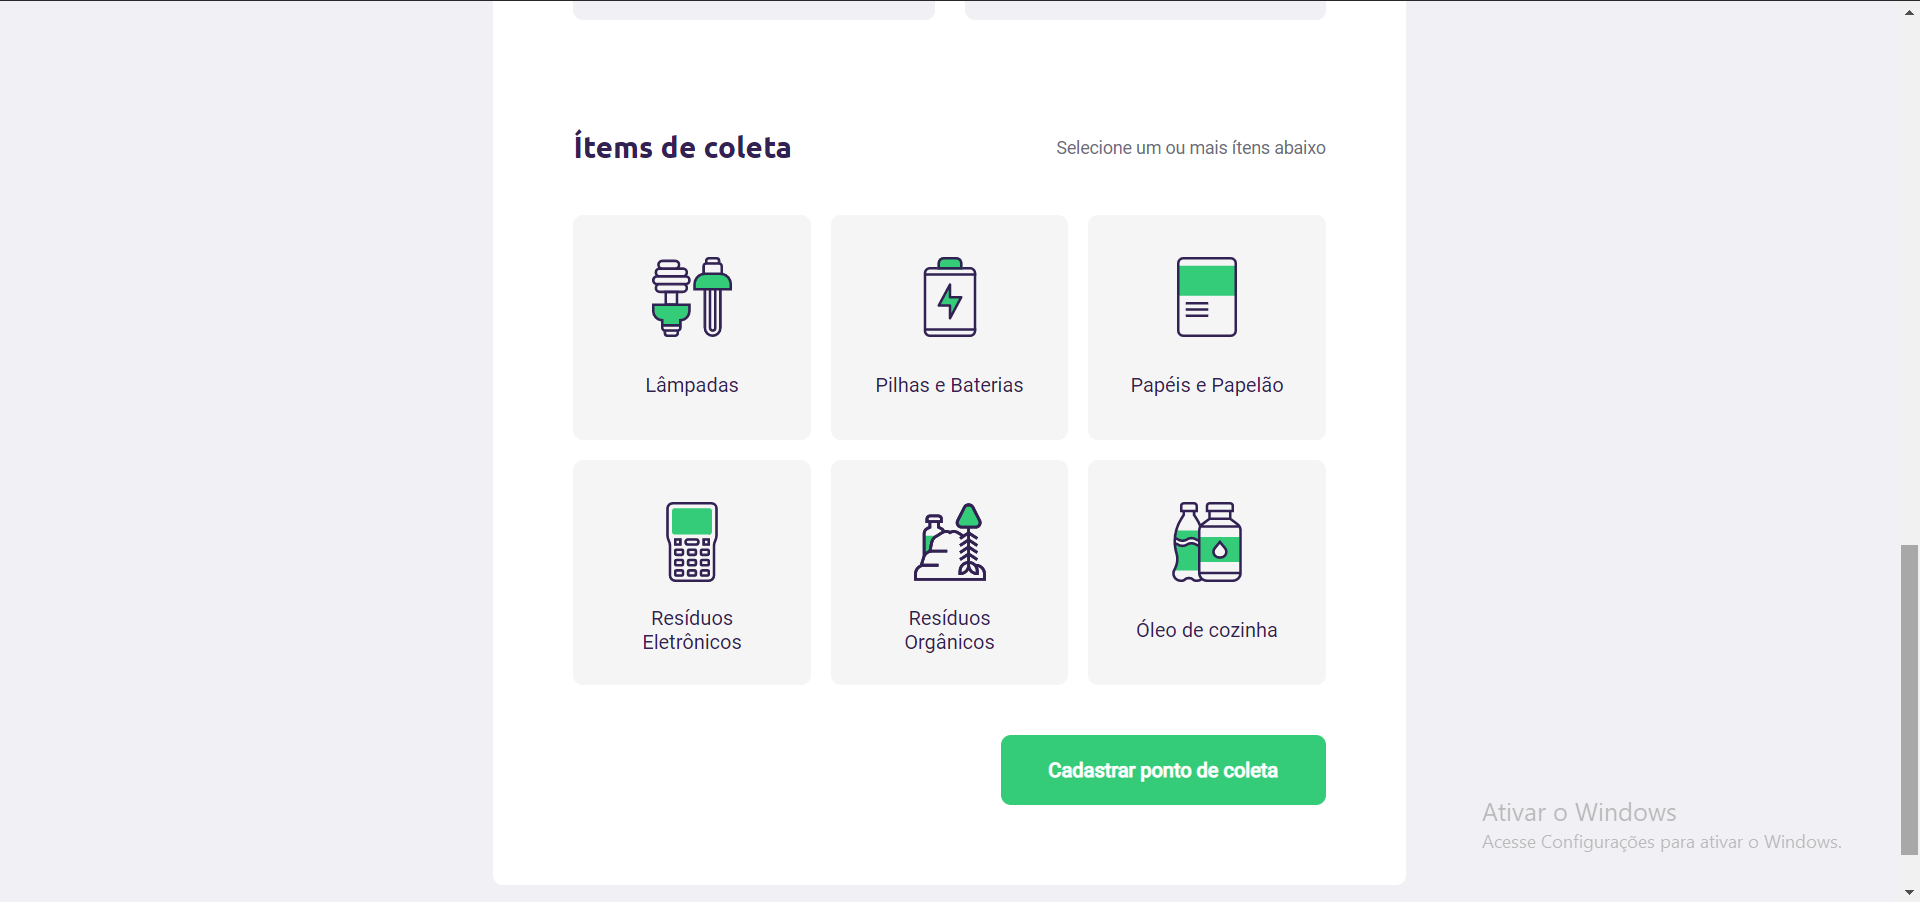 Ítems de coleta
Selecione um ou mais ítens abaixo
Lâmpadas
Pilhas e Baterias
Papéis e Papelão
Resíduos
Eletrônicos
Resíduos
Orgânicos
Óleo de cozinha
Cadastrar ponto de coleta
Ativar o Windows
Acesse Configurações para ativar o Windows.